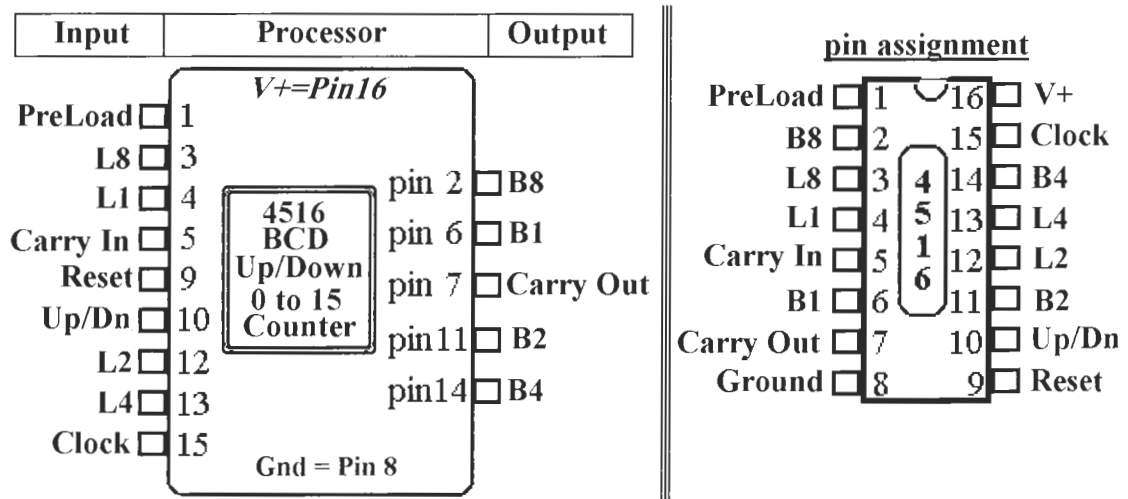 Input Processor Output
V+=Pin16
PreLoad 1
L8 3
L1 4
Carry In 5
Reset 9
Up/Dn 10
L2 12
L4 13
Clock 15
4516
BCD
Up/Down
0 to 15
Counter
pin 2 B8
pin 6 B1
pin 7 Carry Out
pin11 B2
pin14 B4
Gnd = Pin 8
pin assignment
PreLoad 1 16 V+
B8 2 15 Clock
L8 3 14 B4
L1 4 13 L4
Carry In 5 12 L2
B1 6 11 B2
Carry Out 7 10 Up/Dn
Ground 8 9 Reset
4
5
1
6